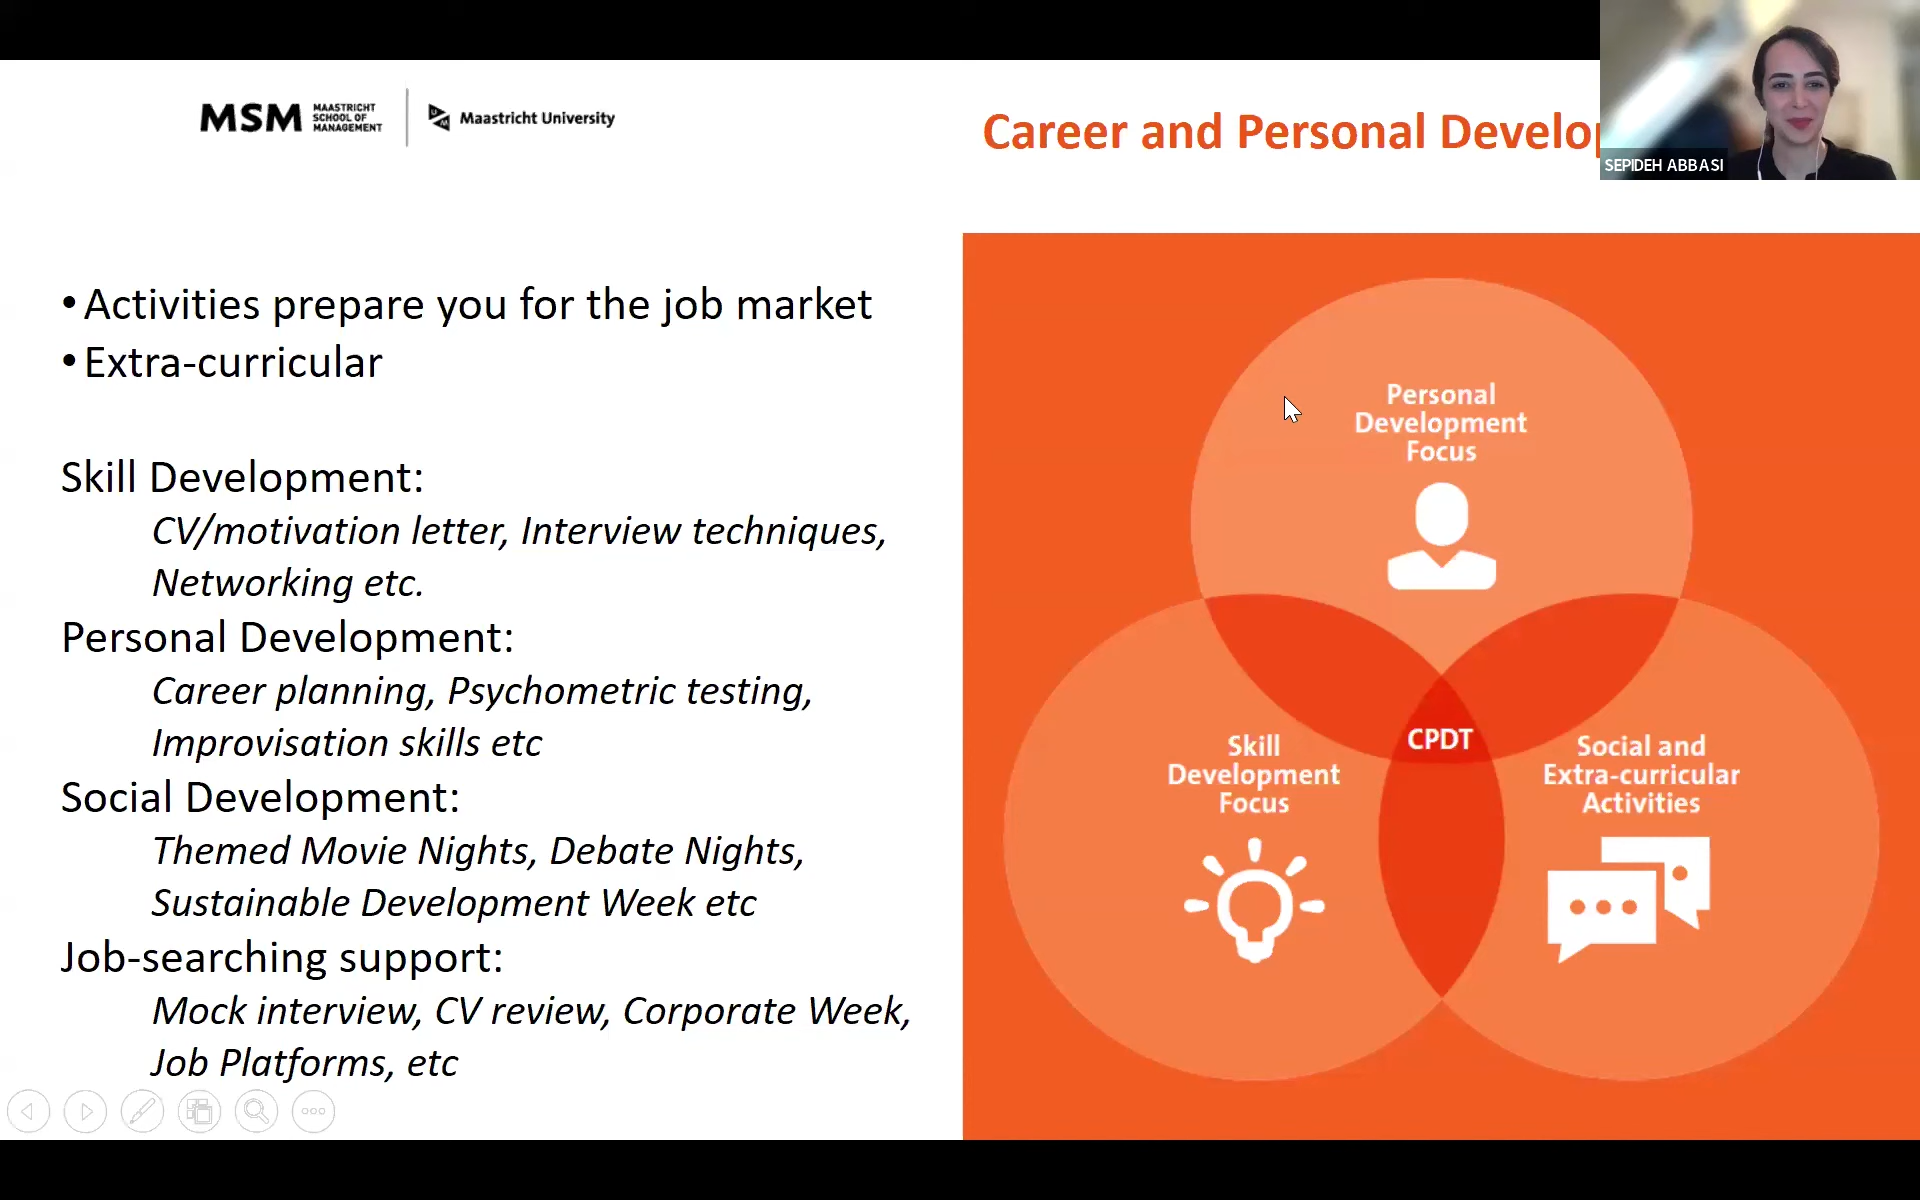 MSM MAASTRICHT
SCHOOL OF
MANAGEMENT
Maastricht University
Career and Personal Develop
SEPIDEH ABBASI
• Activities prepare you for the job market
• Extra-curricular
Skill Development:
CV/motivation letter, Interview techniques,
Networking etc.
Personal Development:
Career planning, Psychometric testing,
Improvisation skills etc
Social Development:
Themed Movie Nights, Debate Nights,
Sustainable Development Week etc
Job-searching support:
Mock interview, CV review, Corporate Week,
Job Platforms, etc
Personal
Development
Focus
CPDT
Skill
Development
Focus
Social and
Extra-curricular
Activities